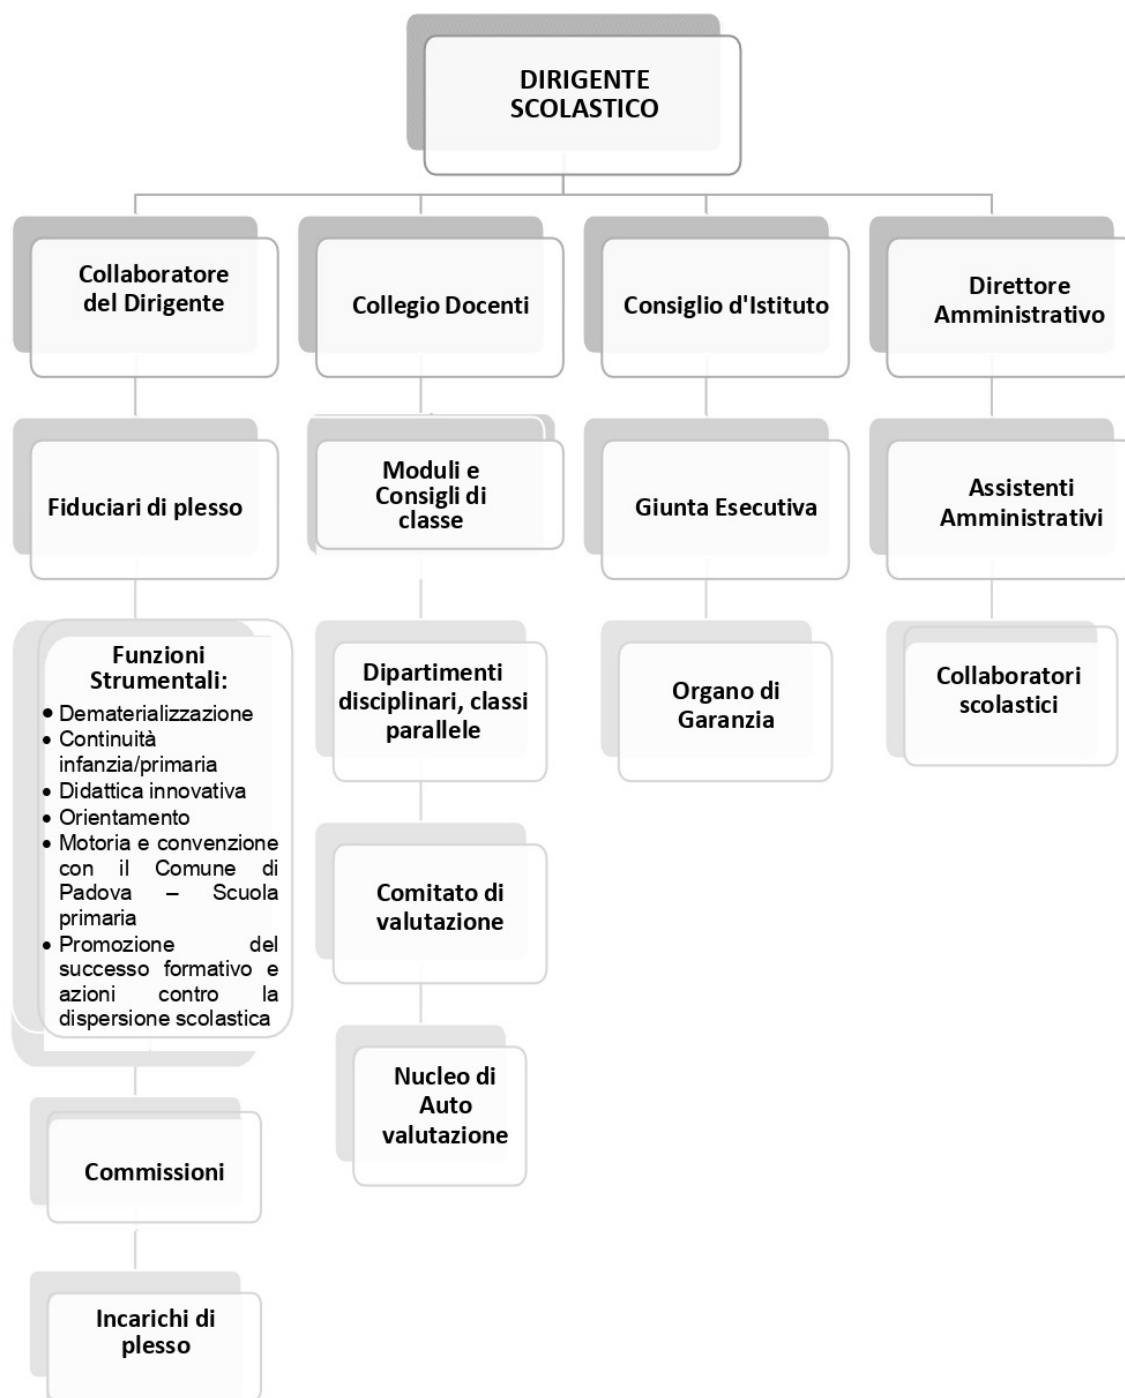 DIRIGENTE
SCOLASTICO
Collaboratore
del Dirigente
Collegio Docenti
Consiglio d'Istituto
Direttore
Amministrativo
Fiduciari di plesso
Moduli e
Consigli di
classe
Giunta Esecutiva
Assistenti
Amministrativi
Funzioni
Strumentali:
• Dematerializzazione
• Continuità
infanzia/primaria
• Didattica innovativa
• Orientamento
• Motoria e convenzione
con il Comune di
Padova – Scuola
primaria
• Promozione del
successo formativo e
azioni contro la
dispersione scolastica
Dipartimenti
disciplinari, classi
parallele
Organo di
Garanzia
Collaboratori
scolastici
Comitato di
valutazione
Nucleo di
Auto
valutazione
Commissioni
Incarichi di
plesso